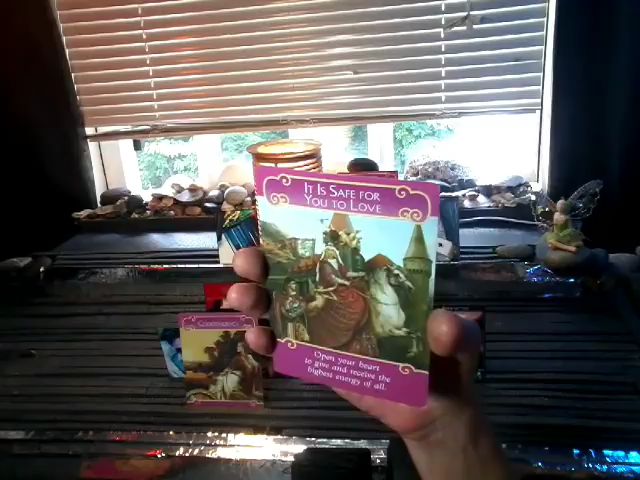 It Is Safe for
You to Love
Open your heart
to give and receive the
highest energy of all.